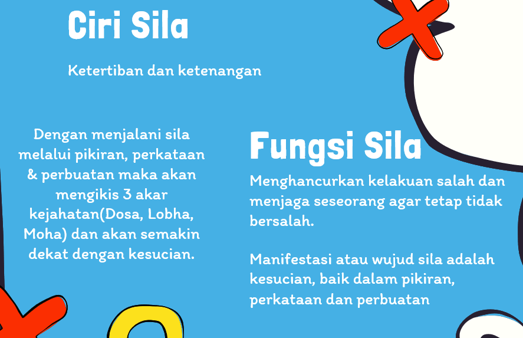 Ciri Sila
Ketertiban dan ketenangan
Dengan menjalani sila
melalui pikiran, perkataan
& perbuatan maka akan
mengikis 3 akar
kejahatan(Dosa, Lobha,
Moha) dan akan semakin
dekat dengan kesucian.
Fungsi Sila
Menghancurkan kelakuan salah dan
menjaga seseorang agar tetap tidak
bersalah.
Manifestasi atau wujud sila adalah
kesucian, baik dalam pikiran,
perkataan dan perbuatan